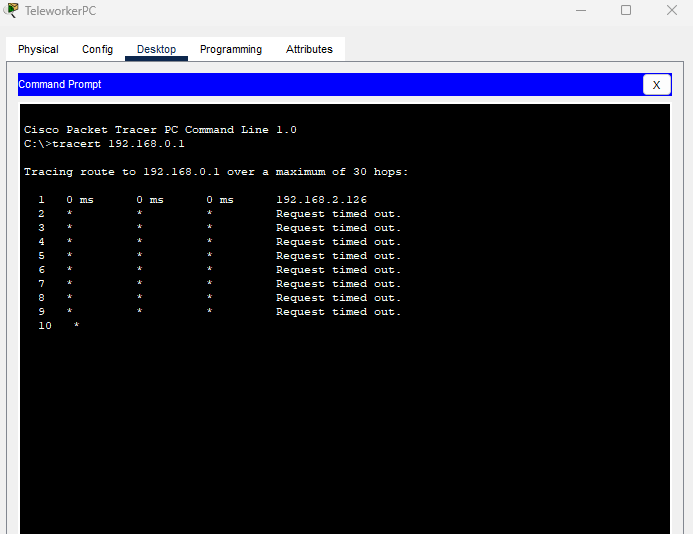 TeleworkerPC
Physical Config Desktop Programming Attributes
Command Prompt X
Cisco Packet Tracer PC Command Line 1.0
C:\>tracert 192.168.0.1
Tracing route to 192.168.0.1 over a maximum of 30 hops:
1 0 ms 0 ms 0 ms 192.168.2.126
2 * * * Request timed out.
3 * * * Request timed out.
4 * * * Request timed out.
5 * * * Request timed out.
6 * * * Request timed out.
7 * * * Request timed out.
8 * * * Request timed out.
9 * * * Request timed out.
10 *